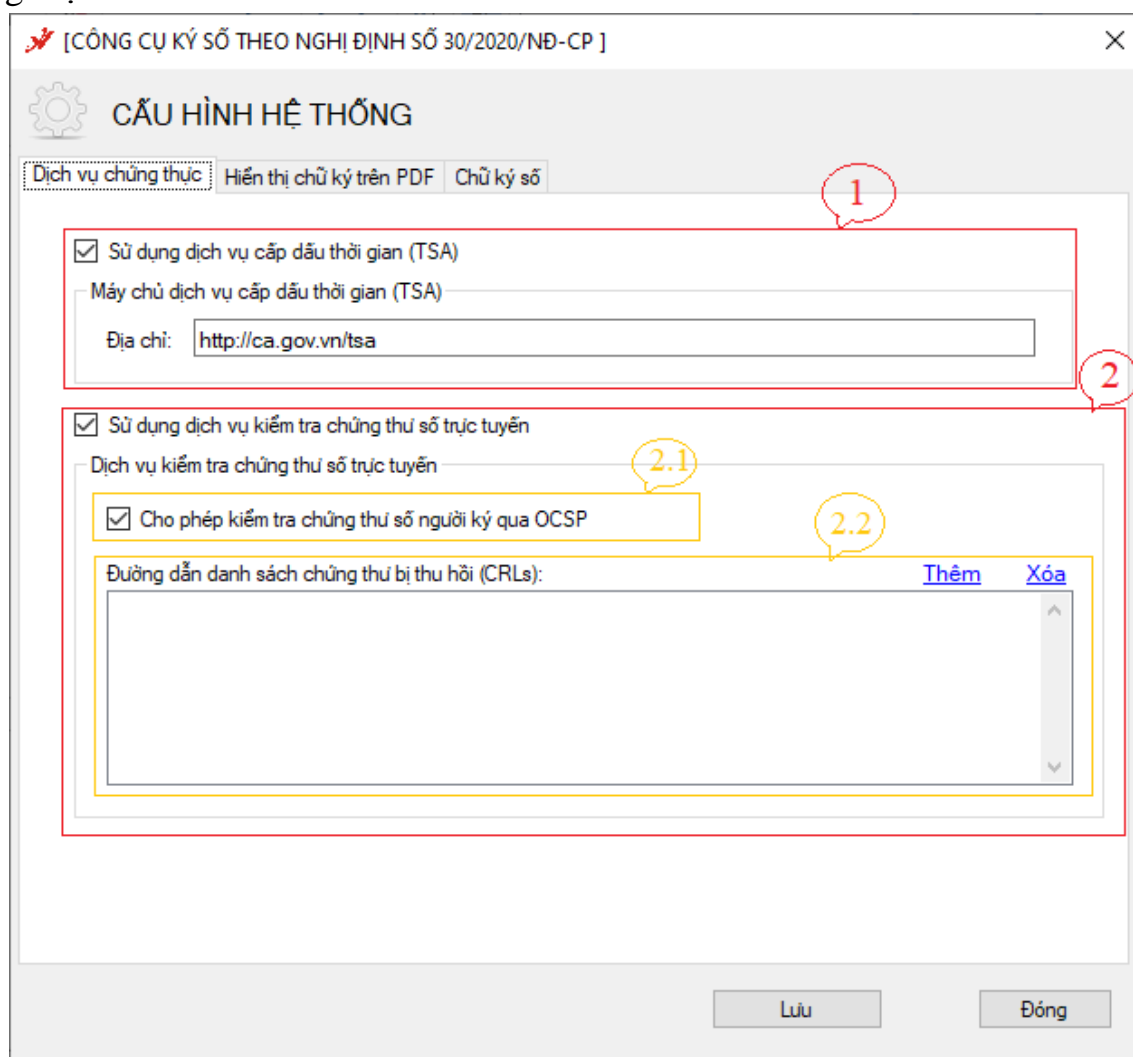 [CÔNG CỤ KÝ SỐ THEO NGHỊ ĐỊNH SỐ 30/2020/NĐ-CP ]
CẤU HÌNH HỆ THỐNG
Dịch vụ chứng thực Hiển thị chữ ký trên PDF Chữ ký số
1
Sử dụng dịch vụ cấp dấu thời gian (TSA)
Máy chủ dịch vụ cấp dấu thời gian (TSA)
Địa chỉ: http://ca.gov.vn/tsa
2
Sử dụng dịch vụ kiểm tra chứng thư số trực tuyến
Dịch vụ kiểm tra chứng thư số trực tuyến
2.1
Cho phép kiểm tra chứng thư số người ký qua OCSP
2.2
Đường dẫn danh sách chứng thư bị thu hồi (CRLs): Thêm Xóa
Lưu Đóng